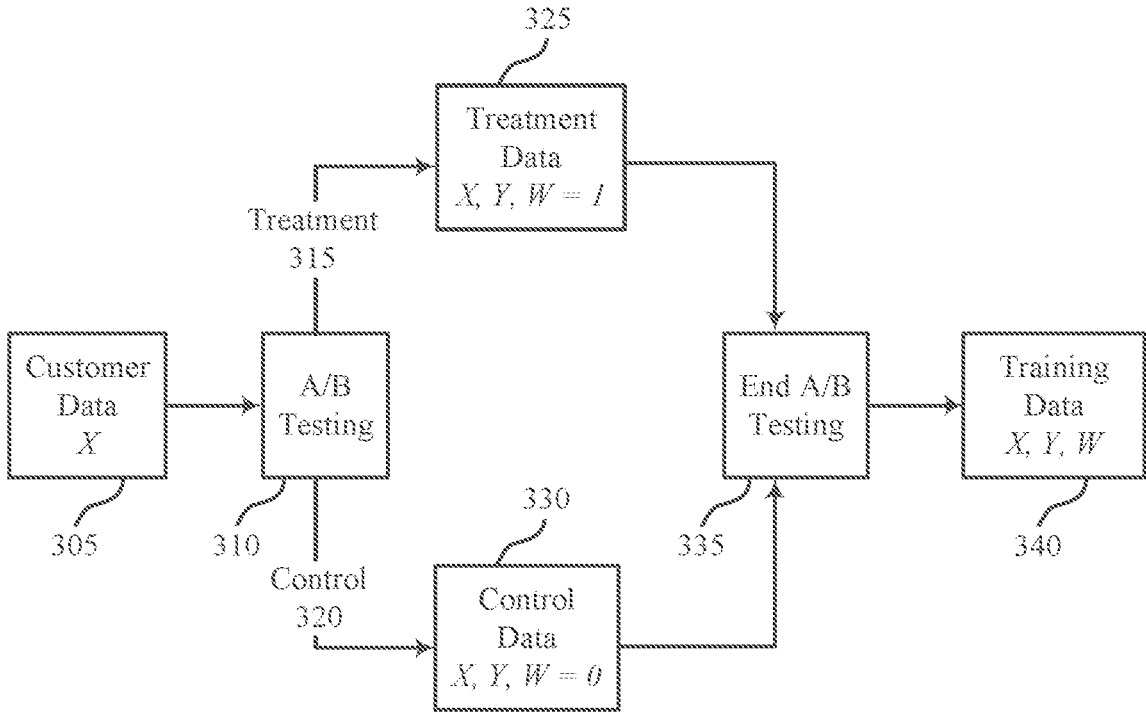 325
Treatment
Data
X, Y, W = 1
Treatment
315
Customer
Data
X
A/B
Testing
End A/B
Testing
Training
Data
X, Y, W
305
310
330
335
340
Control
320
Control
Data
X, Y, W = 0